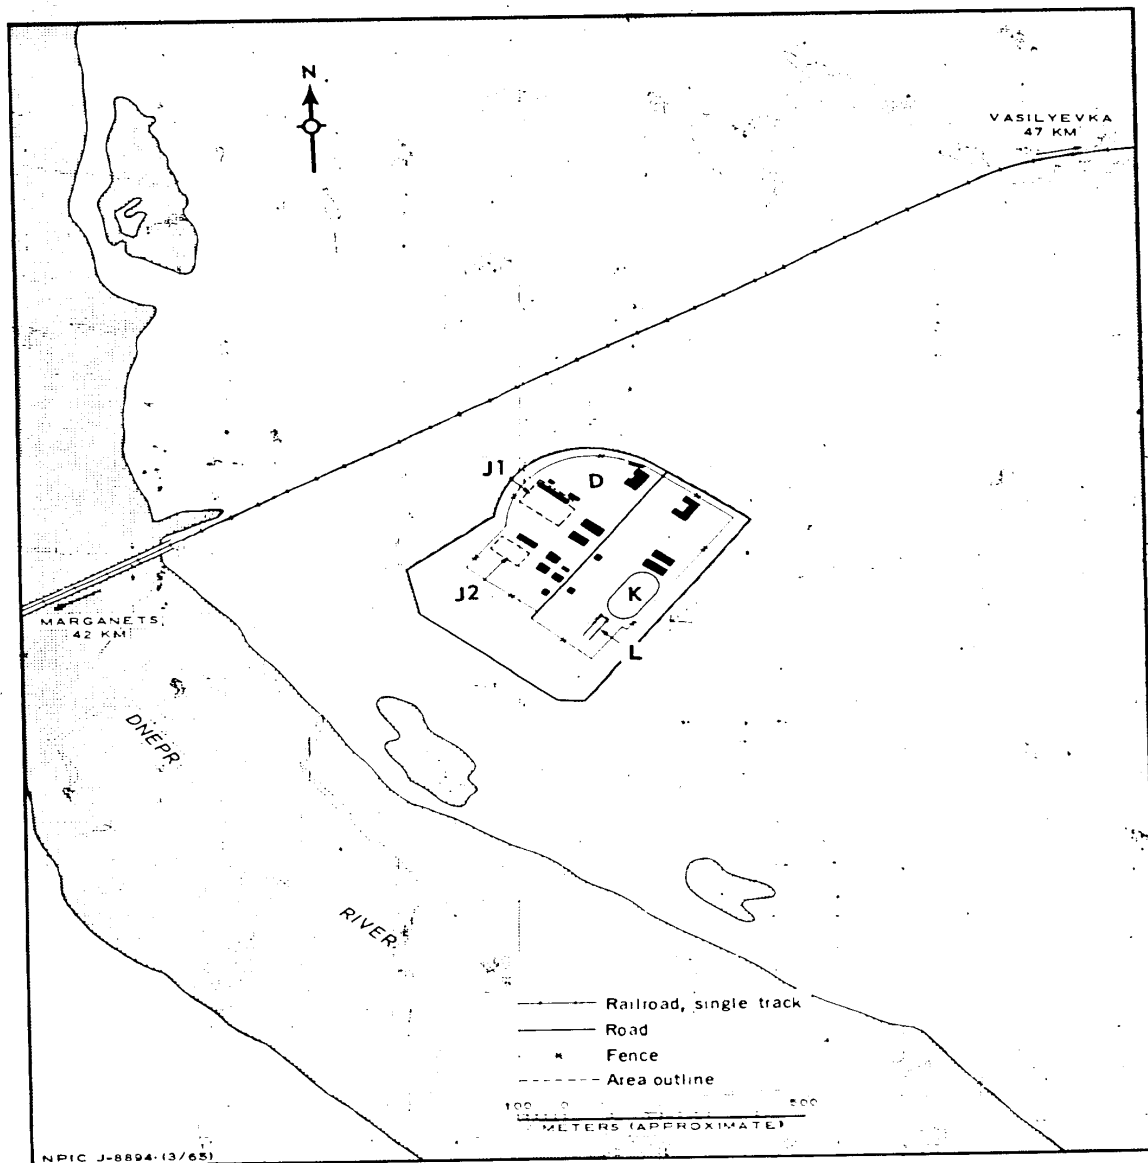 N
VASILYEVKA
47 KM
J1
D
J2
K
L
MARGANETS
42 KM
DNEPR
RIVER
Railroad, single track
Road
Fence
Area outline
100 0 500
METERS (APPROXIMATE)
NPIC J-8894 (3/65)